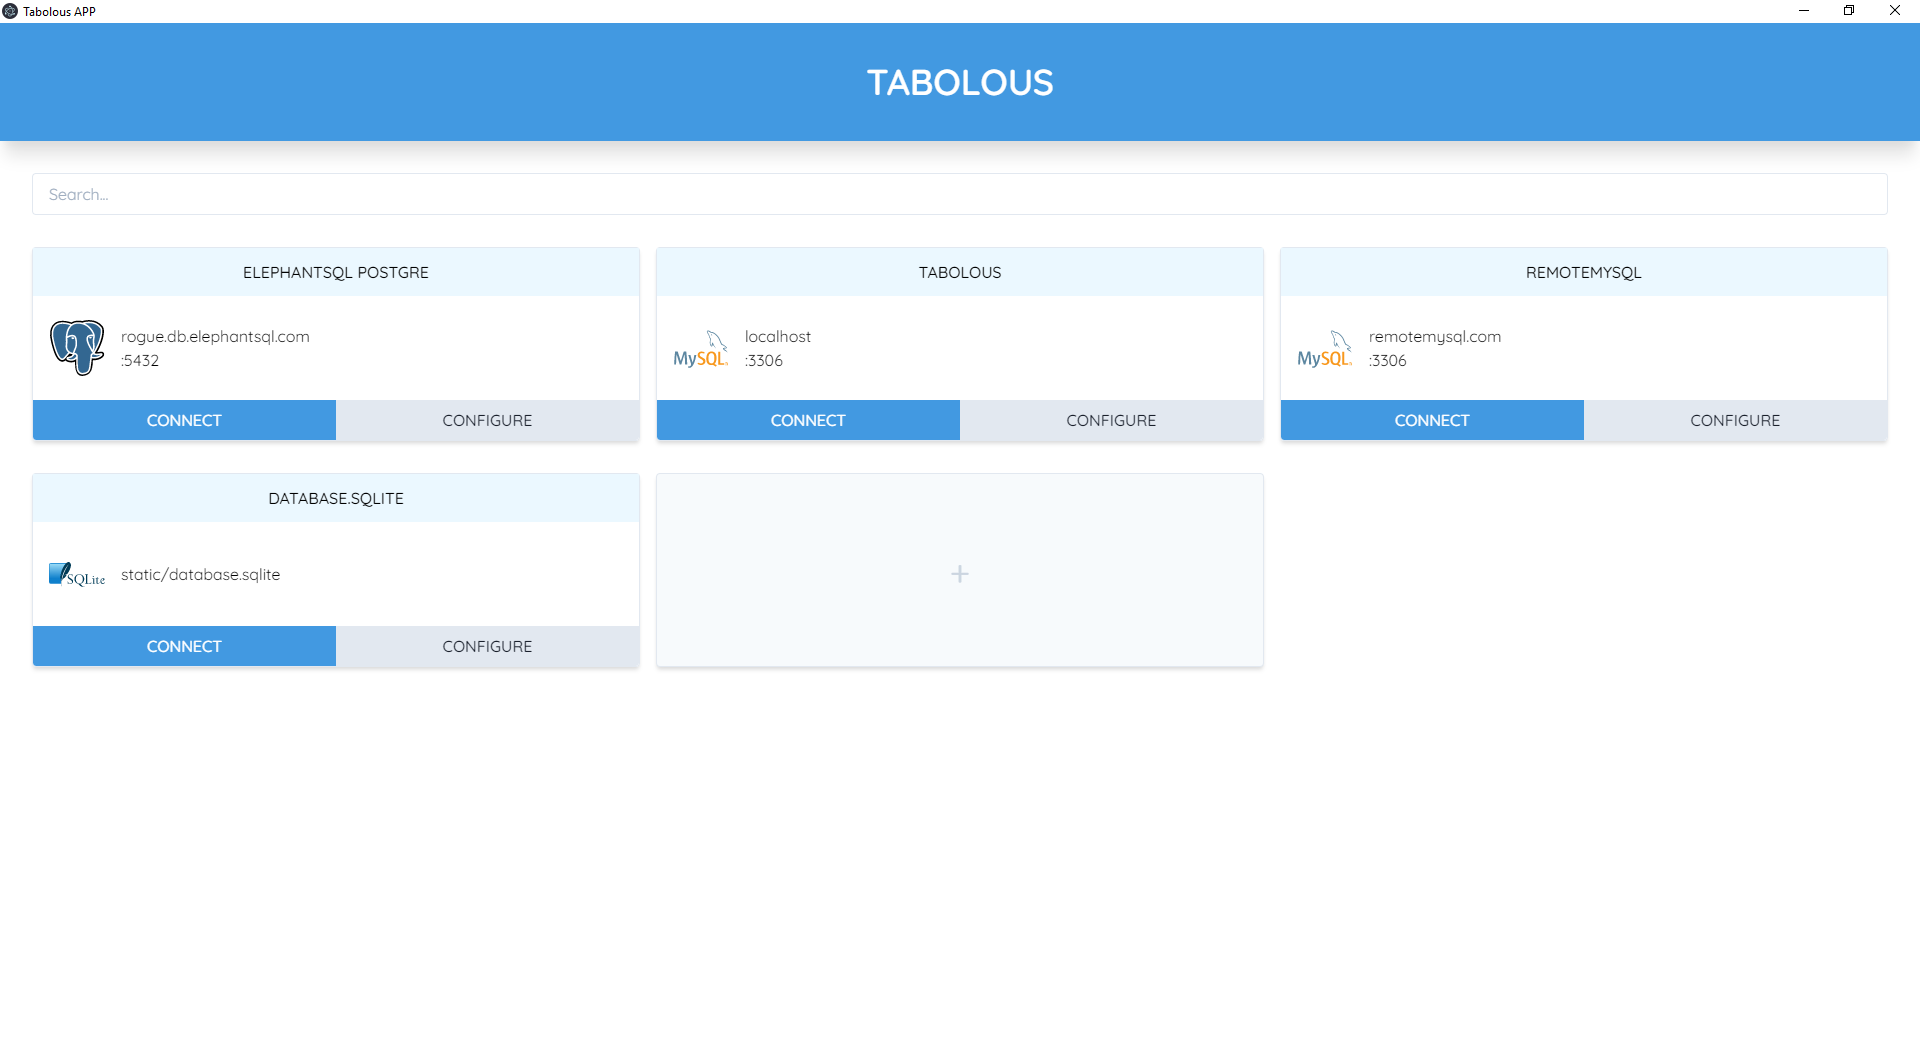 Tabolous APP
TABOLOUS
Search...
ELEPHANTSQL POSTGRE
rogue.db.elephantsql.com
:5432
CONNECT
CONFIGURE
TABOLOUS
MySQL
localhost
:3306
CONNECT
CONFIGURE
REMOTEMYSQL
MySQL
remotemysql.com
:3306
CONNECT
CONFIGURE
DATABASE.SQLITE
SQLite
static/database.sqlite
CONNECT
CONFIGURE
+